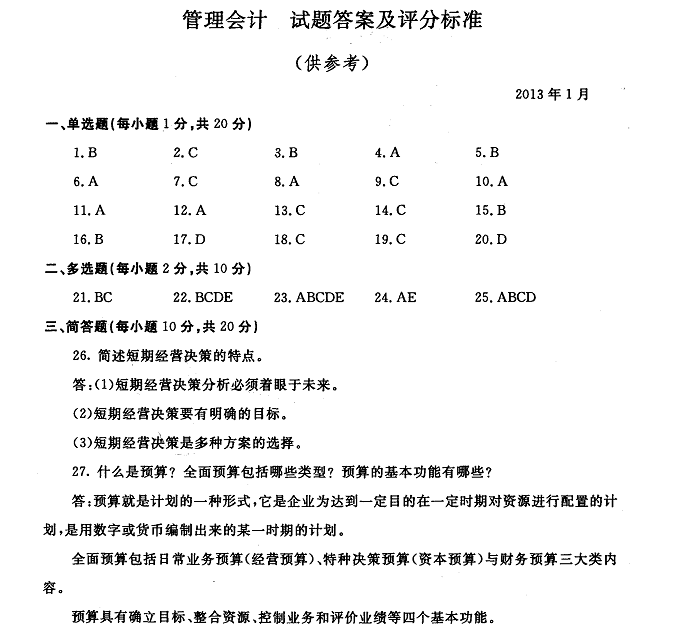 管理会计 试题答案及评分标准
(供参考)
2013年1月
一、单选题(每小题1分,共20分)
1. B 2. C 3. B 4. A 5. B
6. A 7. C 8. A 9. C 10. A
11. A 12. A 13. C 14. C 15. B
16. B 17. D 18. C 19. C 20. D
二、多选题(每小题2分,共10分)
21. BC 22. BCDE 23. ABCDE 24. AE 25. ABCD
三、简答题(每小题10分,共20分)
26. 简述短期经营决策的特点。
答:(1)短期经营决策分析必须着眼于未来。
(2)短期经营决策要有明确的目标。
(3)短期经营决策是多种方案的选择。
27. 什么是预算? 全面预算包括哪些类型? 预算的基本功能有哪些?
答:预算就是计划的一种形式,它是企业为达到一定目的在一定时期对资源进行配置的计
划,是用数字或货币编制出来的某一时期的计划。
全面预算包括日常业务预算(经营预算)、特种决策预算(资本预算)与财务预算三大类内
容。
预算具有确立目标、整合资源、控制业务和评价业绩等四个基本功能。